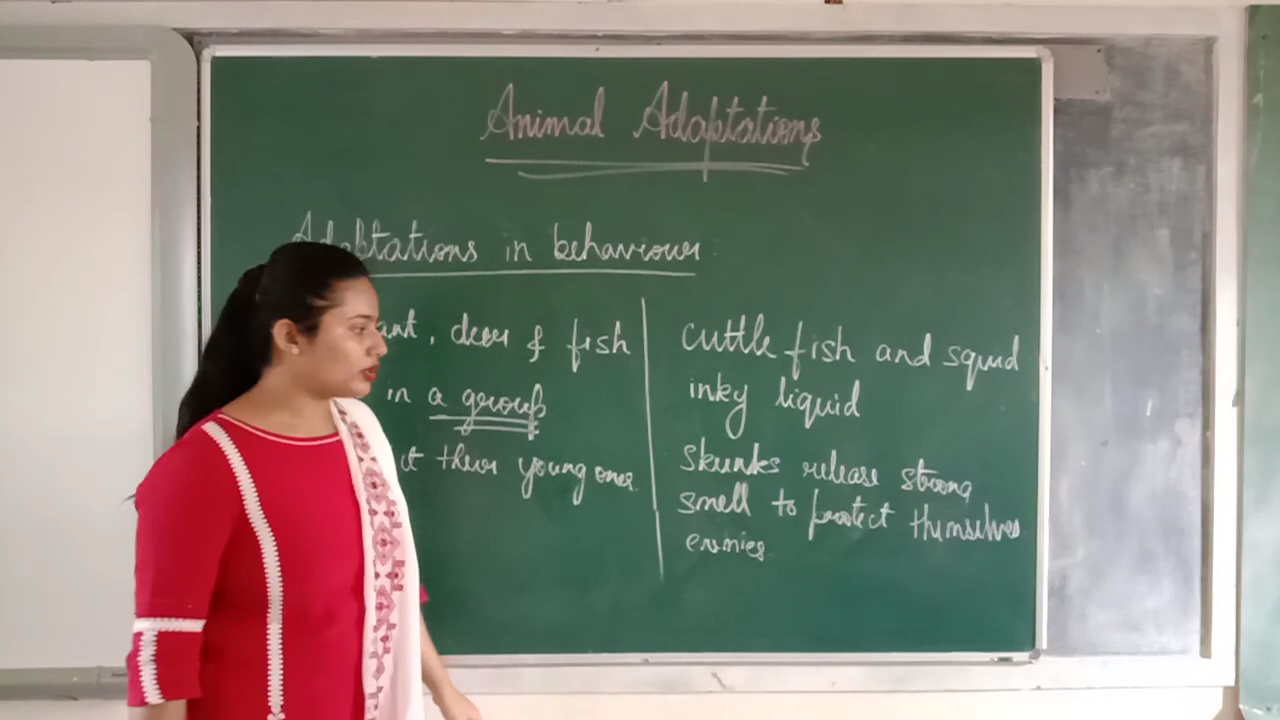 Animal Adaptations
Adaptations in behaviour
ant, deer & fish
in a group
ct their young ones.
Cuttle fish and squid
inky liquid
Skunks release strong
smell to protect themselves
enemies